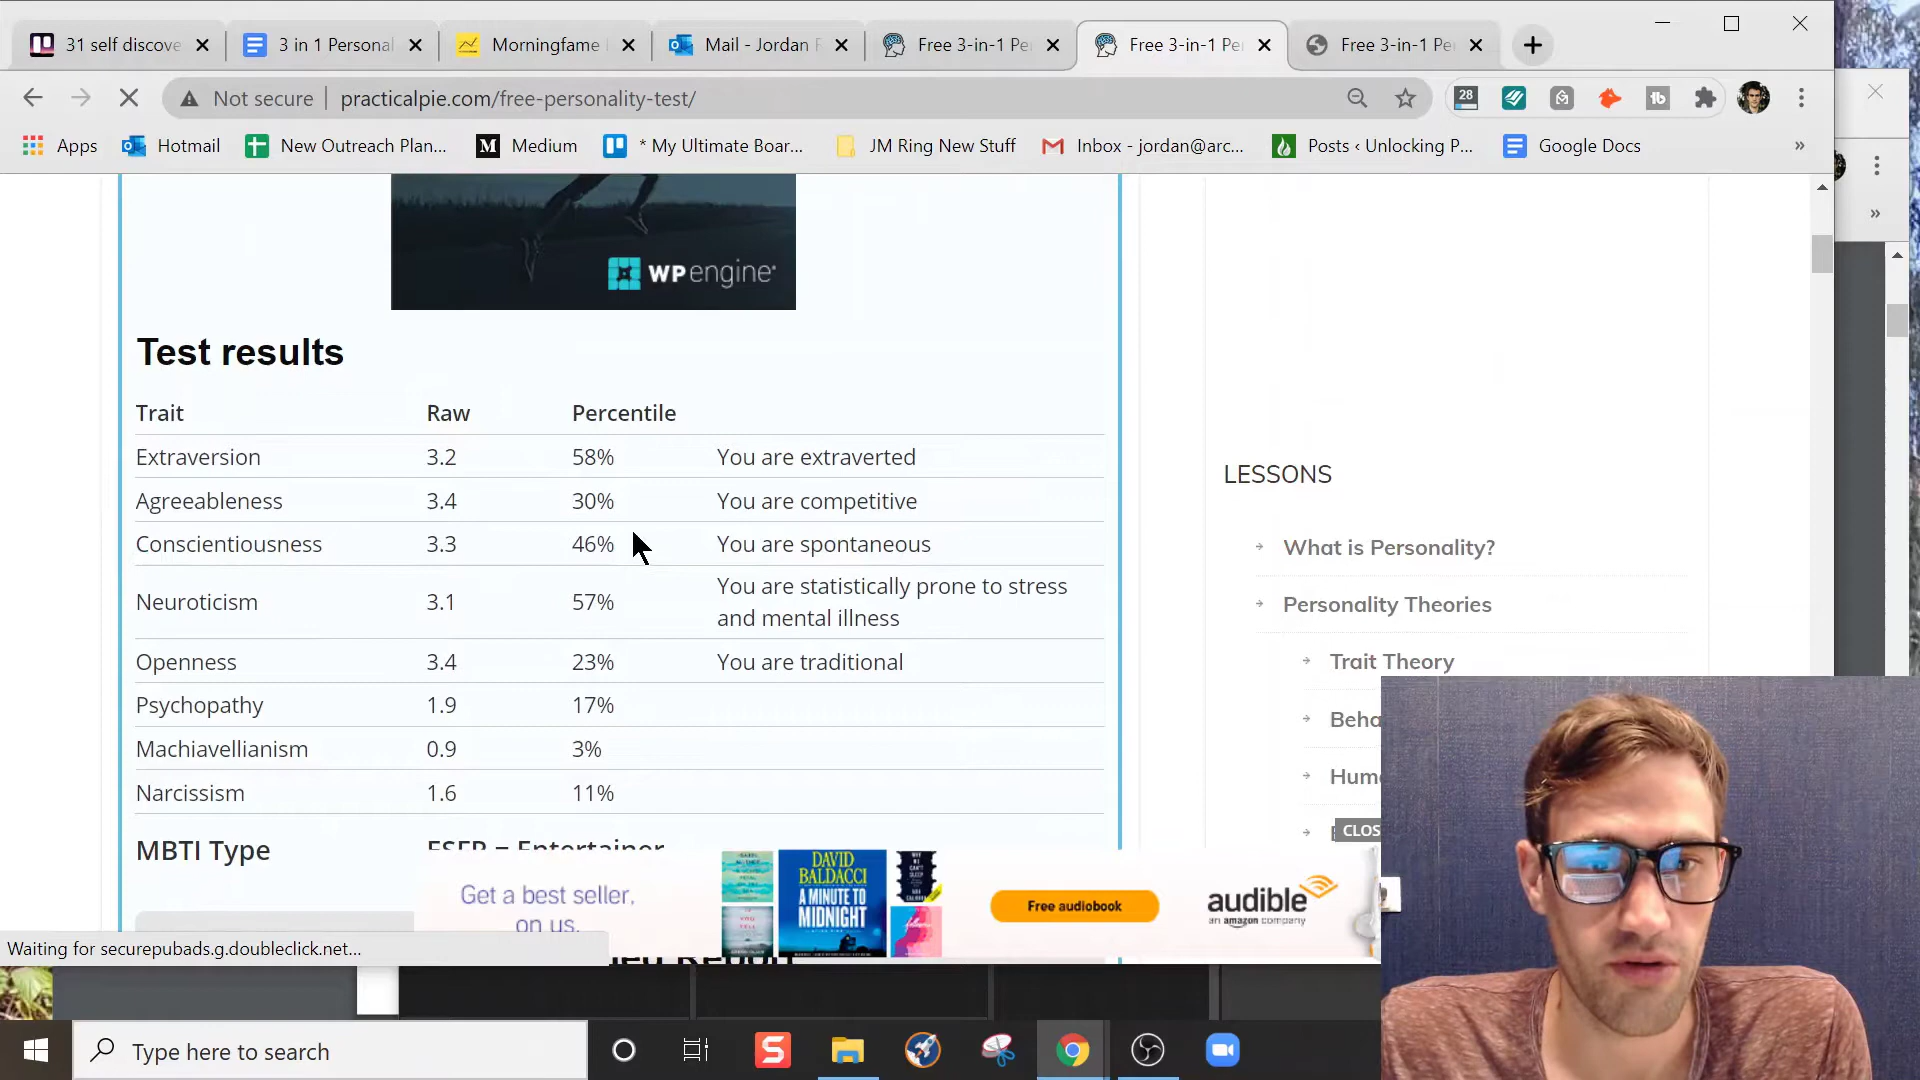 31 self discove
3 in 1 Personal
Morningfame
Mail - Jordan
Free 3-in-1 Pe
Free 3-in-1 Pe
Free 3-in-1 Pe
Not secure | practicalpie.com/free-personality-test/
28
tb
Apps
Hotmail
New Outreach Plan...
M Medium
* My Ultimate Boar...
JM Ring New Stuff
Inbox - jordan@arc...
Posts ‹ Unlocking P...
Google Docs
»
»
WPengine
Test results
Trait Raw Percentile
Extraversion 3.2 58% You are extraverted
Agreeableness 3.4 30% You are competitive
Conscientiousness 3.3 46% You are spontaneous
Neuroticism 3.1 57% You are statistically prone to stress
and mental illness
Openness 3.4 23% You are traditional
Psychopathy 1.9 17%
Machiavellianism 0.9 3%
Narcissism 1.6 11%
MBTI Type
LESSONS
What is Personality?
Personality Theories
Trait Theory
Beha
Huma
CLOS
Get a best seller,
on us.
DAVID
BALDACCI
A MINUTE TO
MIDNIGHT
Free audiobook
audible
an amazon company
Waiting for securepubads.g.doubleclick.net...
Type here to search
S